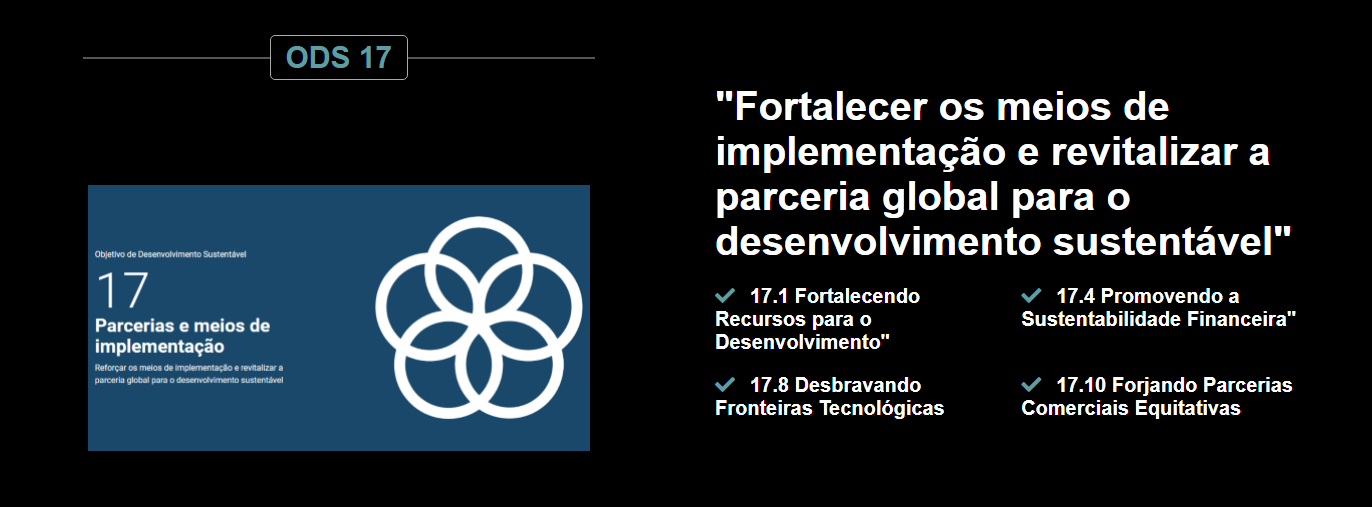 ODS 17
Objetivo de Desenvolvimento Sustentável
17
Parcerias e meios de
implementação
Reforçar os meios de implementação e revitalizar a
parceria global para o desenvolvimento sustentável
"Fortalecer os meios de
implementação e revitalizar a
parceria global para o
desenvolvimento sustentável"
17.1 Fortalecendo
Recursos para o
Desenvolvimento"
17.4 Promovendo a
Sustentabilidade Financeira"
17.8 Desbravando
Fronteiras Tecnológicas
17.10 Forjando Parcerias
Comerciais Equitativas